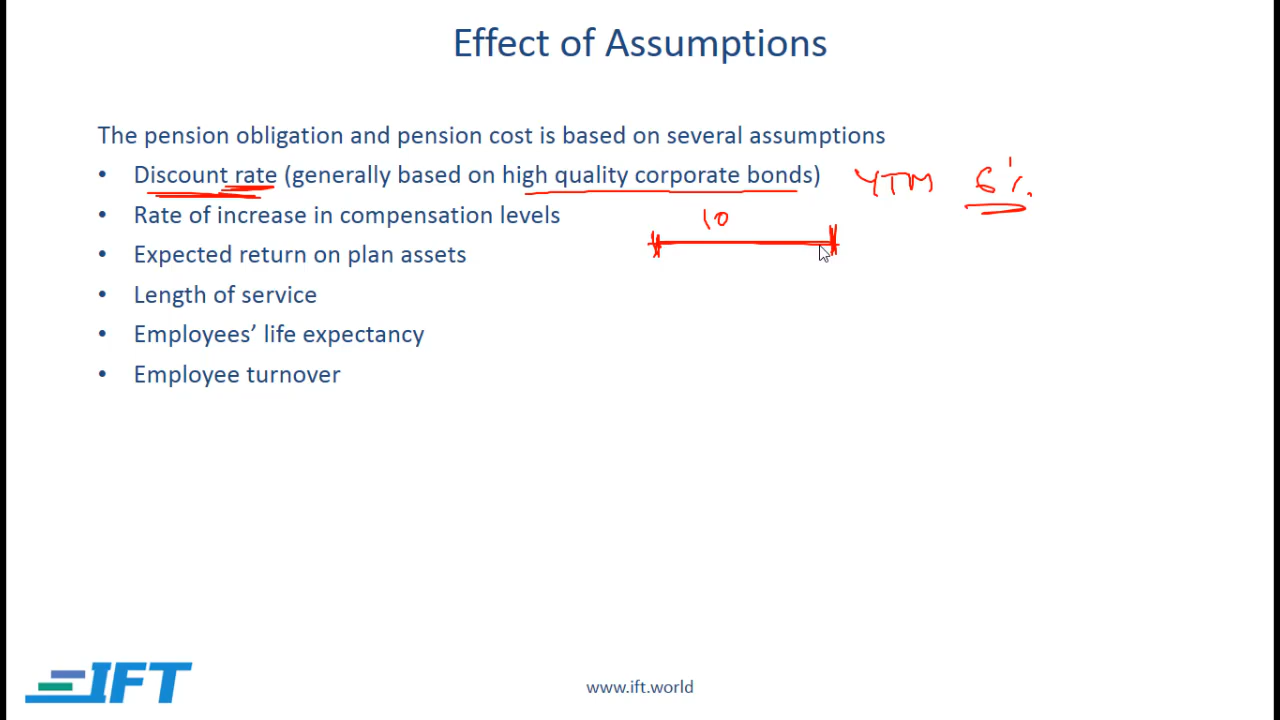 Effect of Assumptions
The pension obligation and pension cost is based on several assumptions
• Discount rate (generally based on high quality corporate bonds) YTM 6%
• Rate of increase in compensation levels
10
• Expected return on plan assets
• Length of service
• Employees’ life expectancy
• Employee turnover
IFT
www.ift.world